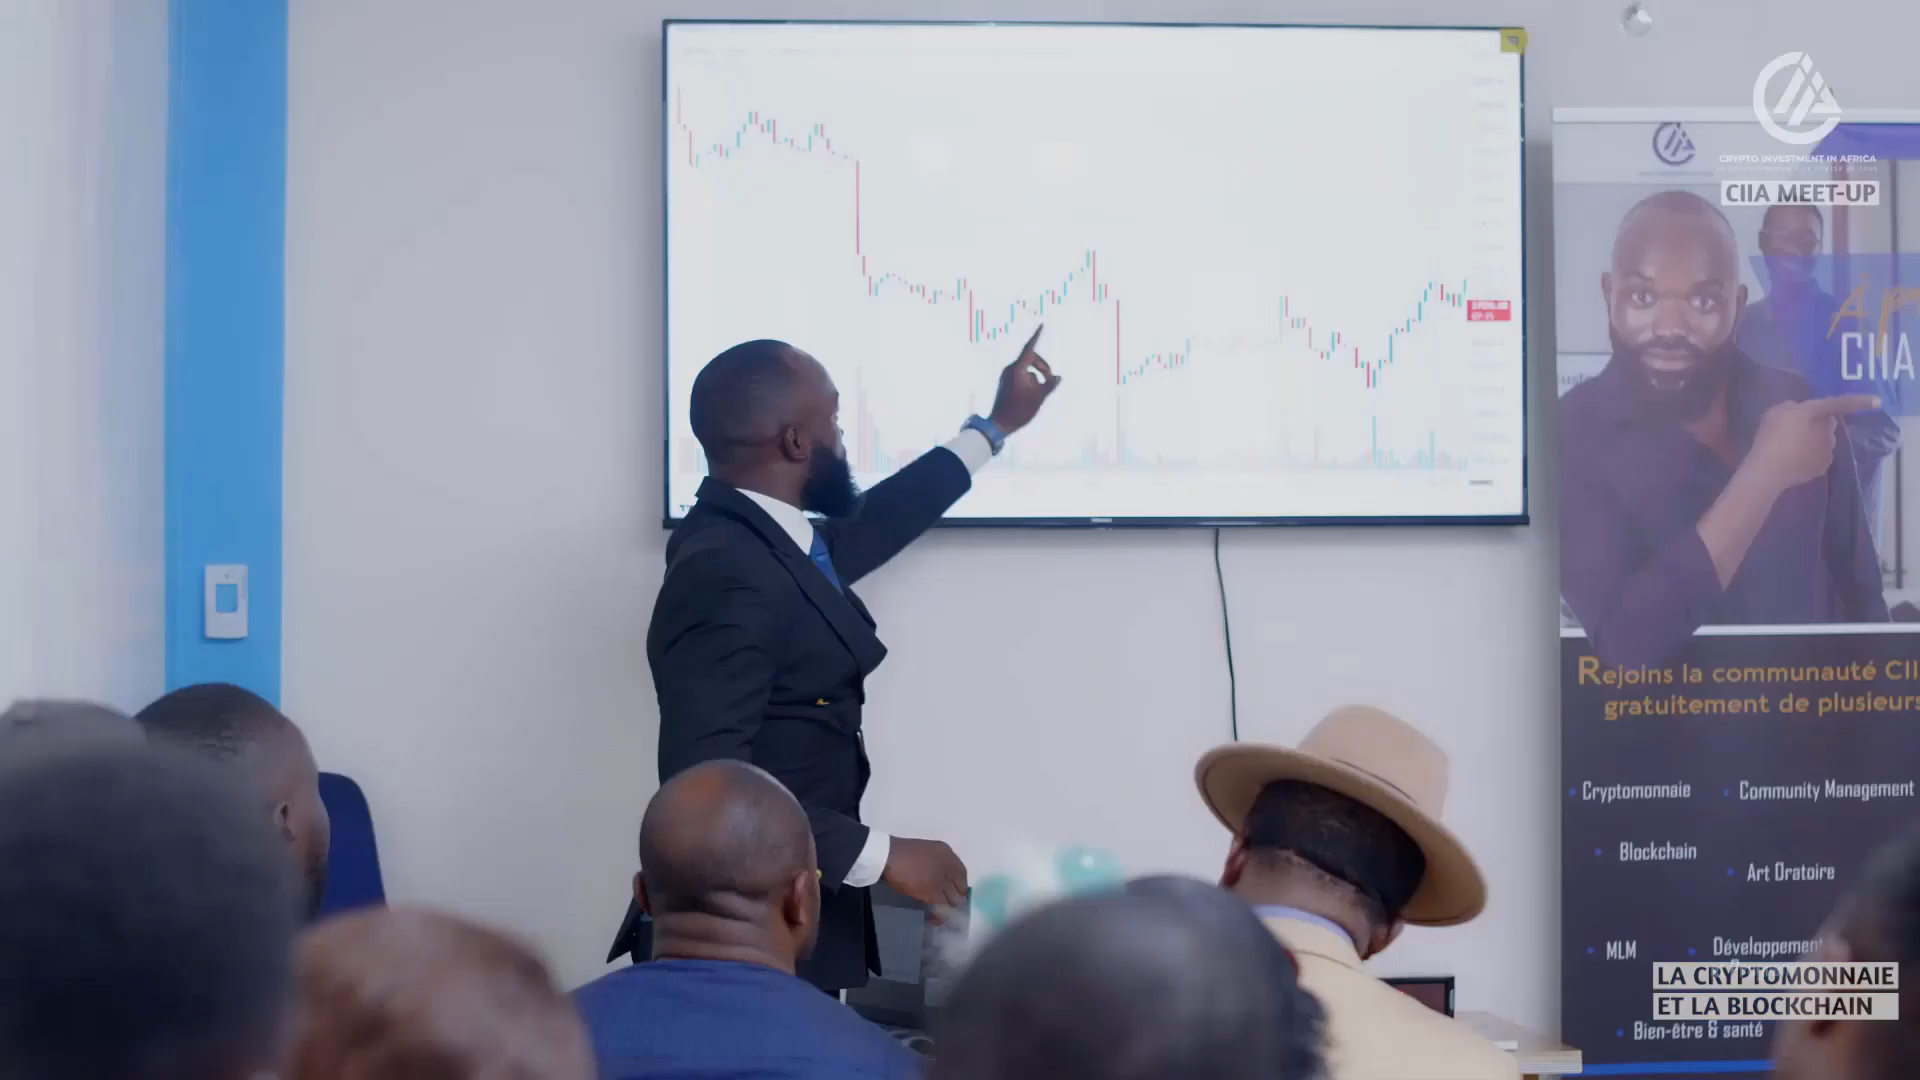 CRYPTO INVESTMENT IN AFRICA
CIIA MEET-UP
CIIA
Rejoins la communauté CII
gratuitement de plusieurs
Cryptomonnaie
Community Management
Blockchain
Art Oratoire
MLM
Développement
LA CRYPTOMONNAIE
ET LA BLOCKCHAIN
Bien-être & santé